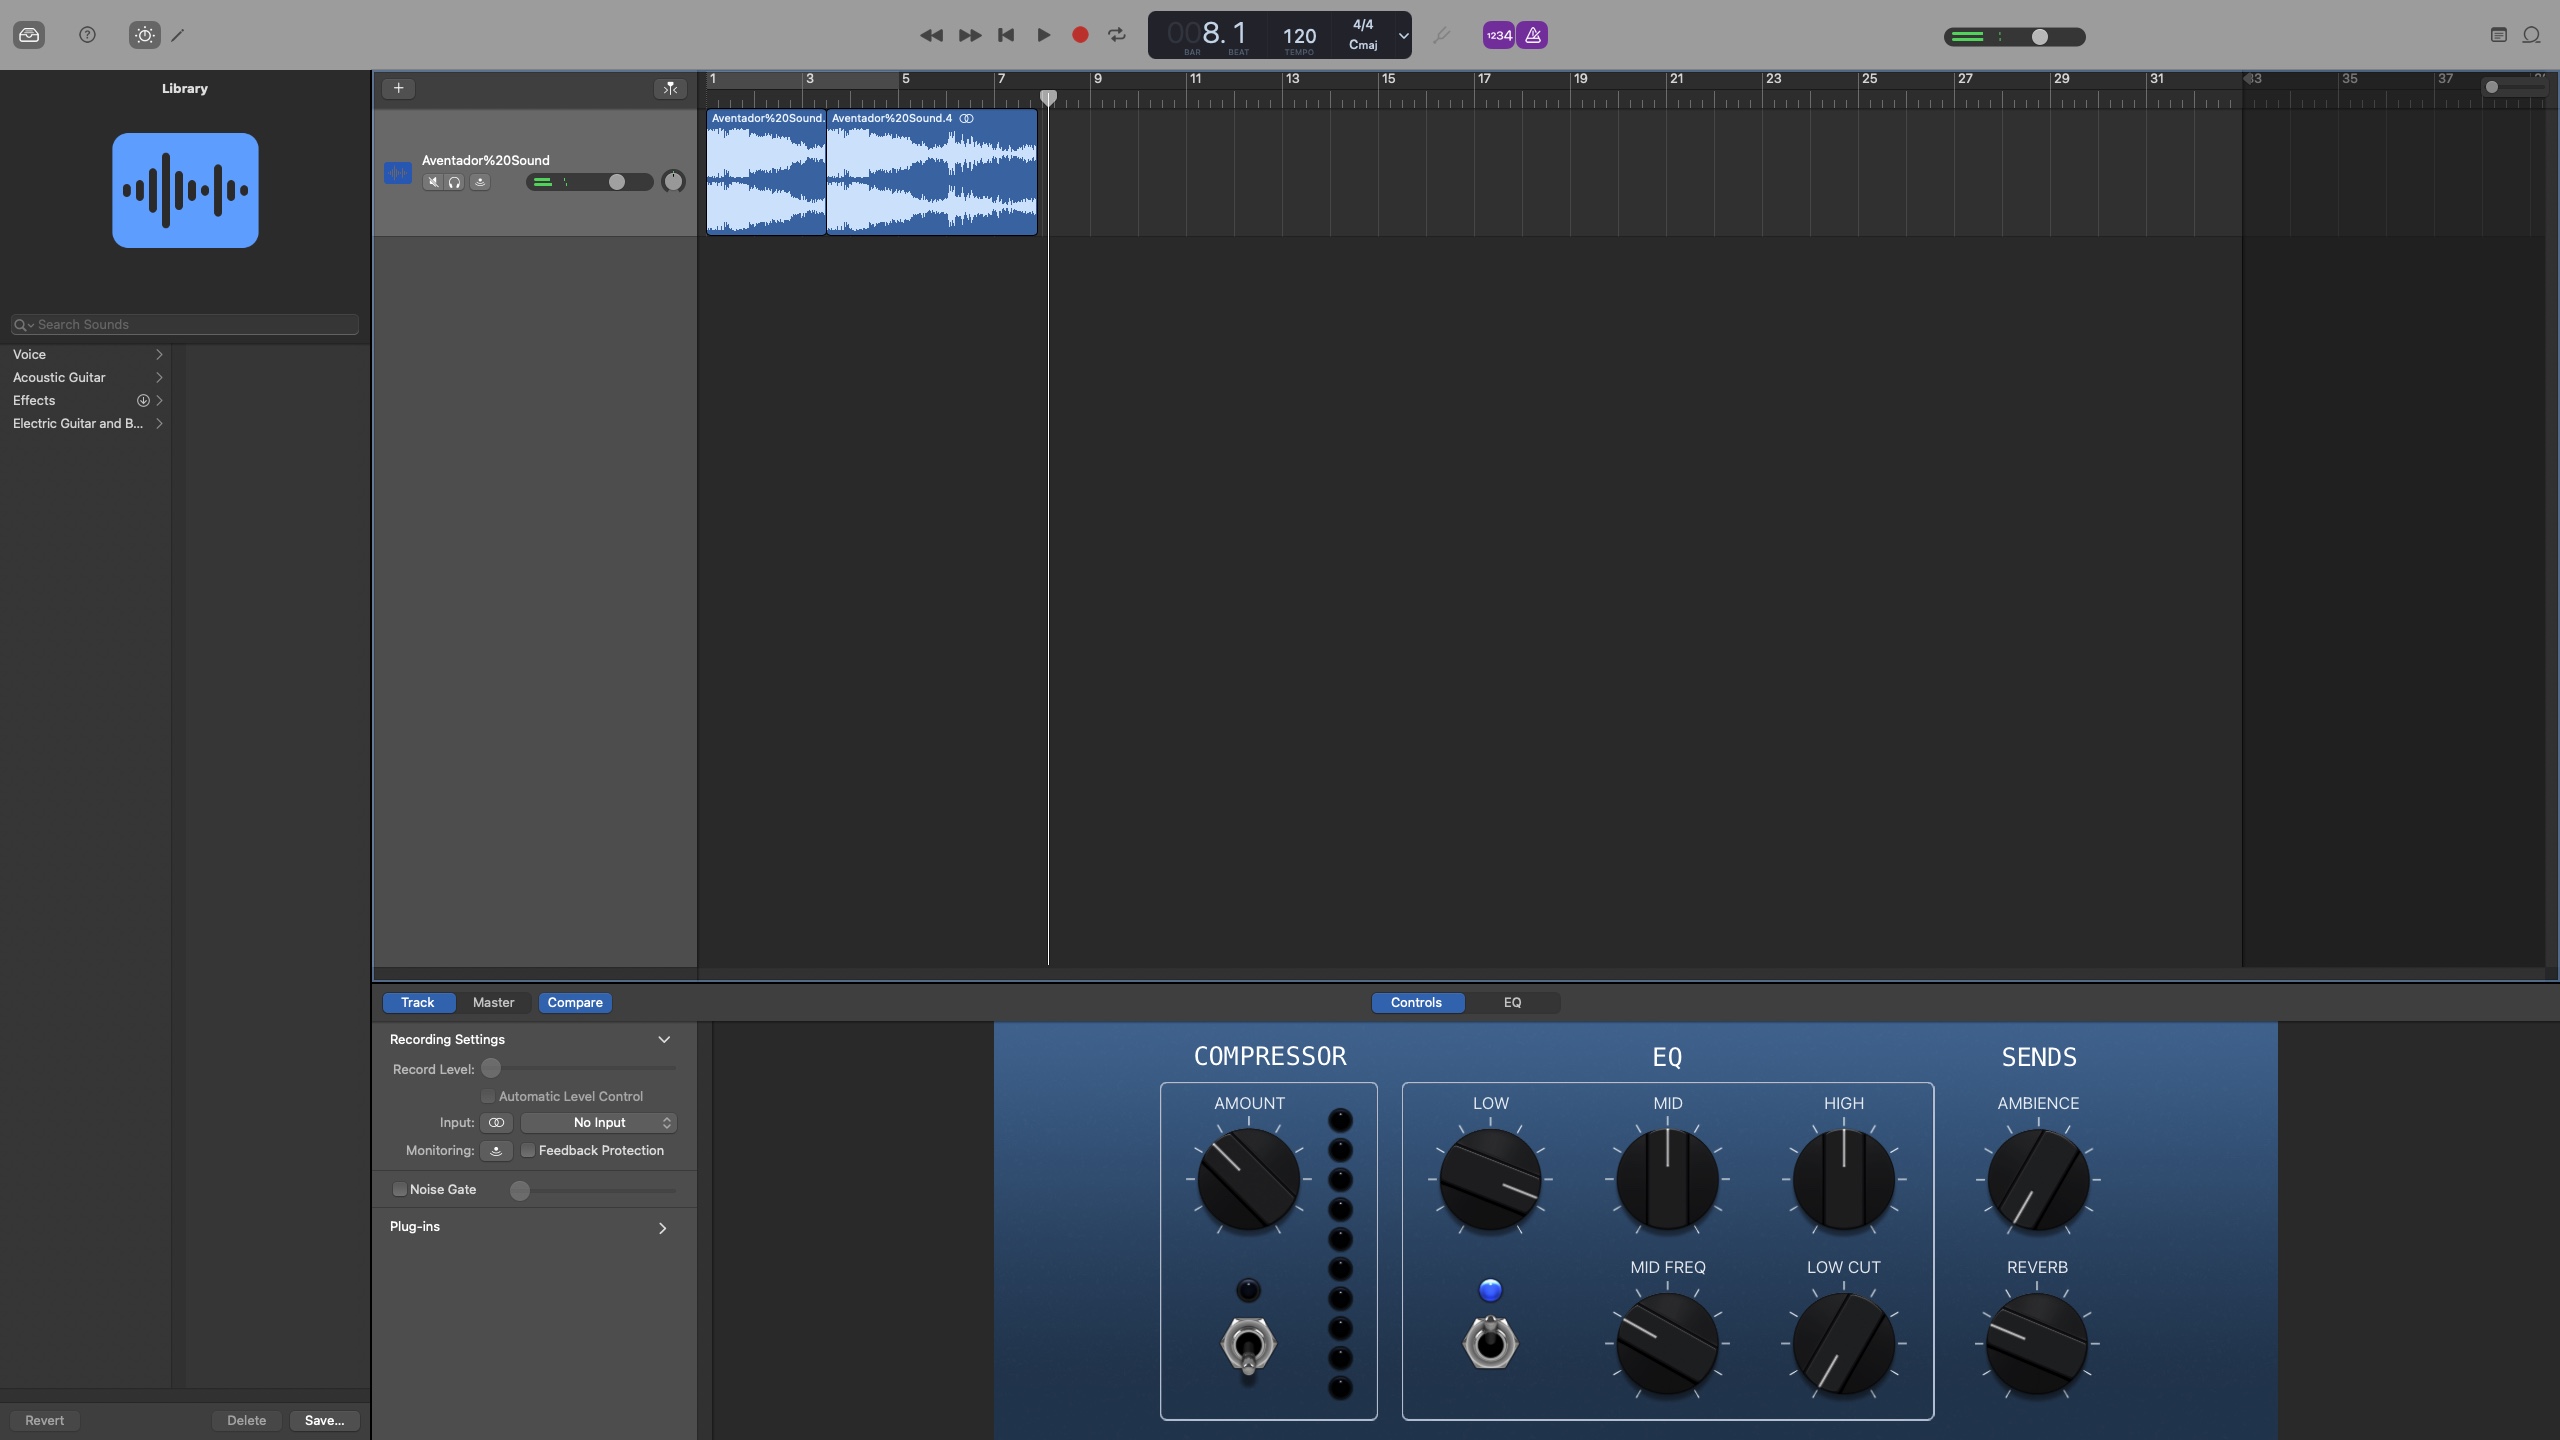 008.1
BAR BEAT
120
TEMPO
4/4
Cmaj
1234
Library
Search Sounds
Voice
Acoustic Guitar
Effects
Electric Guitar and B...
Revert
Delete
Save...
1 3 5 7 9 11 13 15 17 19 21 23 25 27 29 31 33 35 37
Aventador%20Sound
Aventador%20Sound.
Aventador%20Sound.4
Track
Master
Compare
Controls
EQ
Recording Settings
Record Level:
Automatic Level Control
Input:
No Input
Monitoring:
Feedback Protection
Noise Gate
Plug-ins
COMPRESSOR
AMOUNT
EQ
LOW
MID
HIGH
MID FREQ
LOW CUT
SENDS
AMBIENCE
REVERB